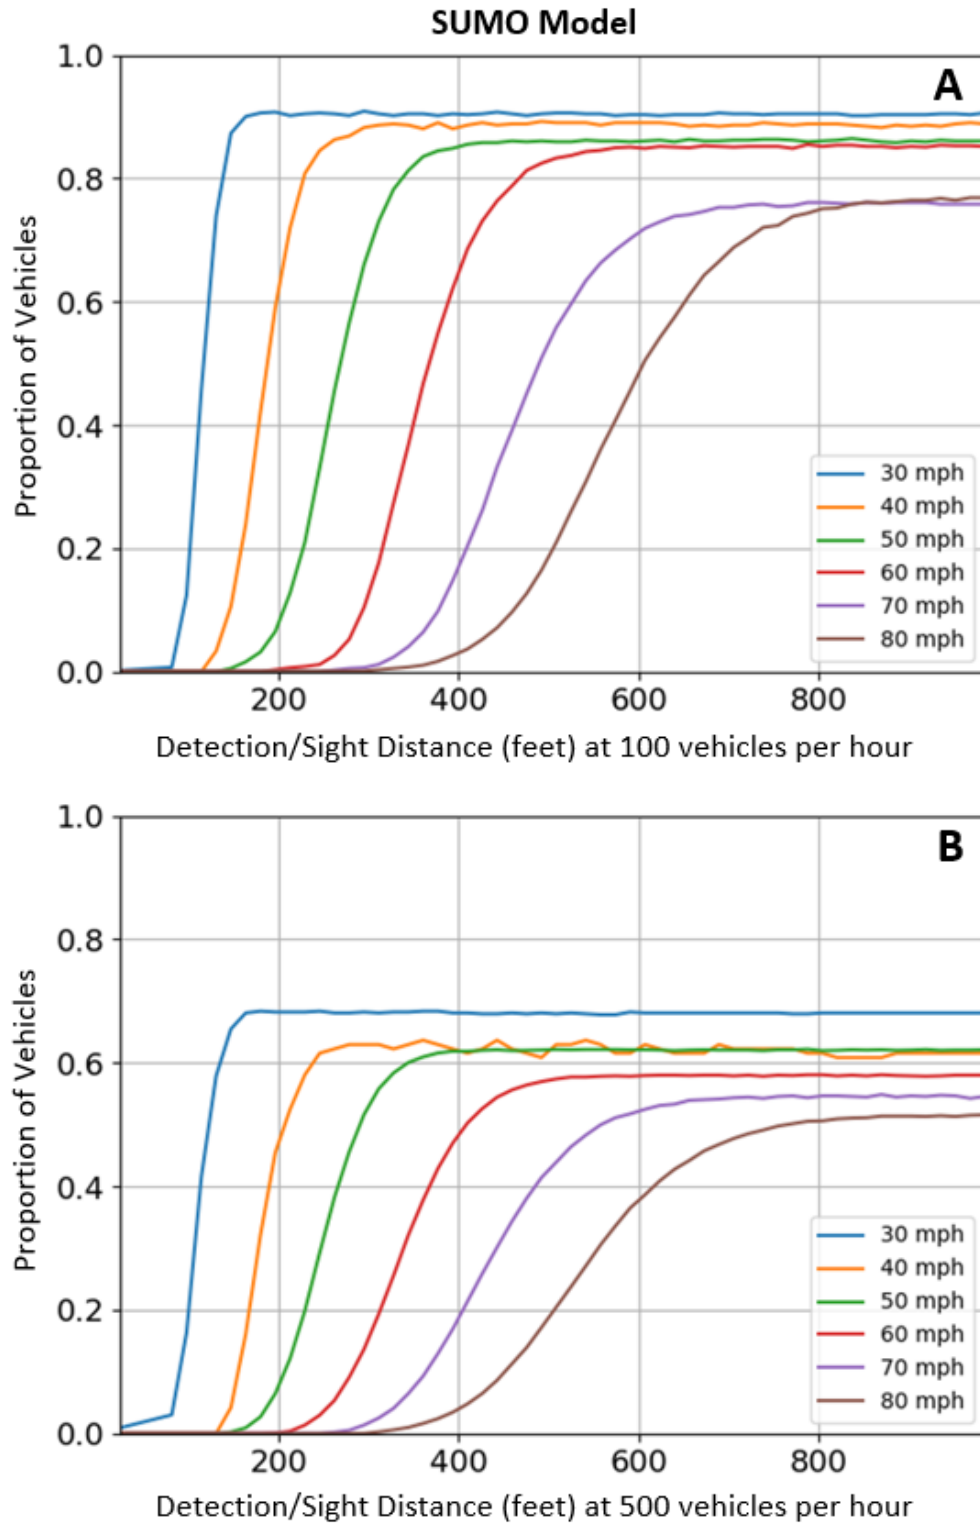 SUMO Model
A
1.0
0.8
0.6
0.4
0.2
0.0
Proportion of Vehicles
30 mph
40 mph
50 mph
60 mph
70 mph
80 mph
200 400 600 800
Detection/Sight Distance (feet) at 100 vehicles per hour
B
1.0
0.8
0.6
0.4
0.2
0.0
Proportion of Vehicles
30 mph
40 mph
50 mph
60 mph
70 mph
80 mph
200 400 600 800
Detection/Sight Distance (feet) at 500 vehicles per hour